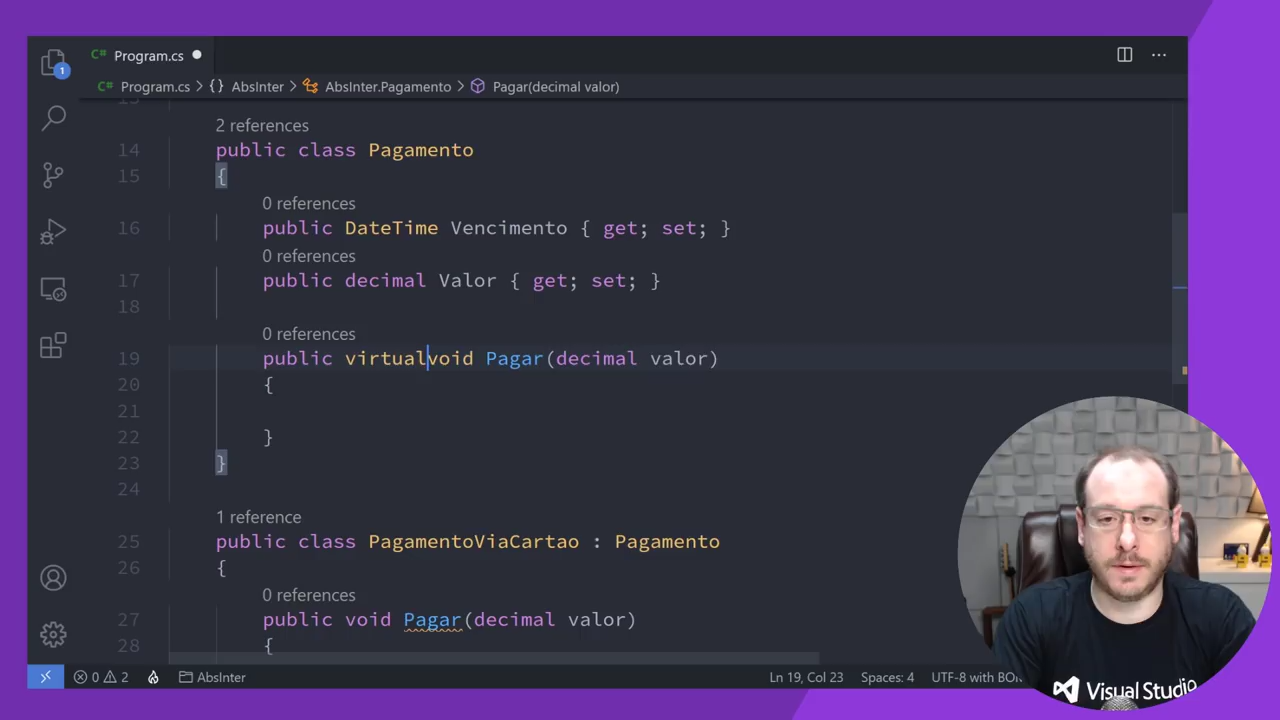 C# Program.cs
1
C# Program.cs > {} AbsInter > AbsInter.Pagamento > Pagar(decimal valor)
13
2 references
14 public class Pagamento
15 {
0 references
16 public DateTime Vencimento { get; set; }
0 references
17 public decimal Valor { get; set; }
18
0 references
19 public virtualvoid Pagar(decimal valor)
20 {
21
22 }
23 }
24
1 reference
25 public class PagamentoViaCartao : Pagamento
26 {
0 references
27 public void Pagar(decimal valor)
28 {
0 2 AbsInter Ln 19, Col 23 Spaces: 4 UTF-8 with BOM
Visual Studio